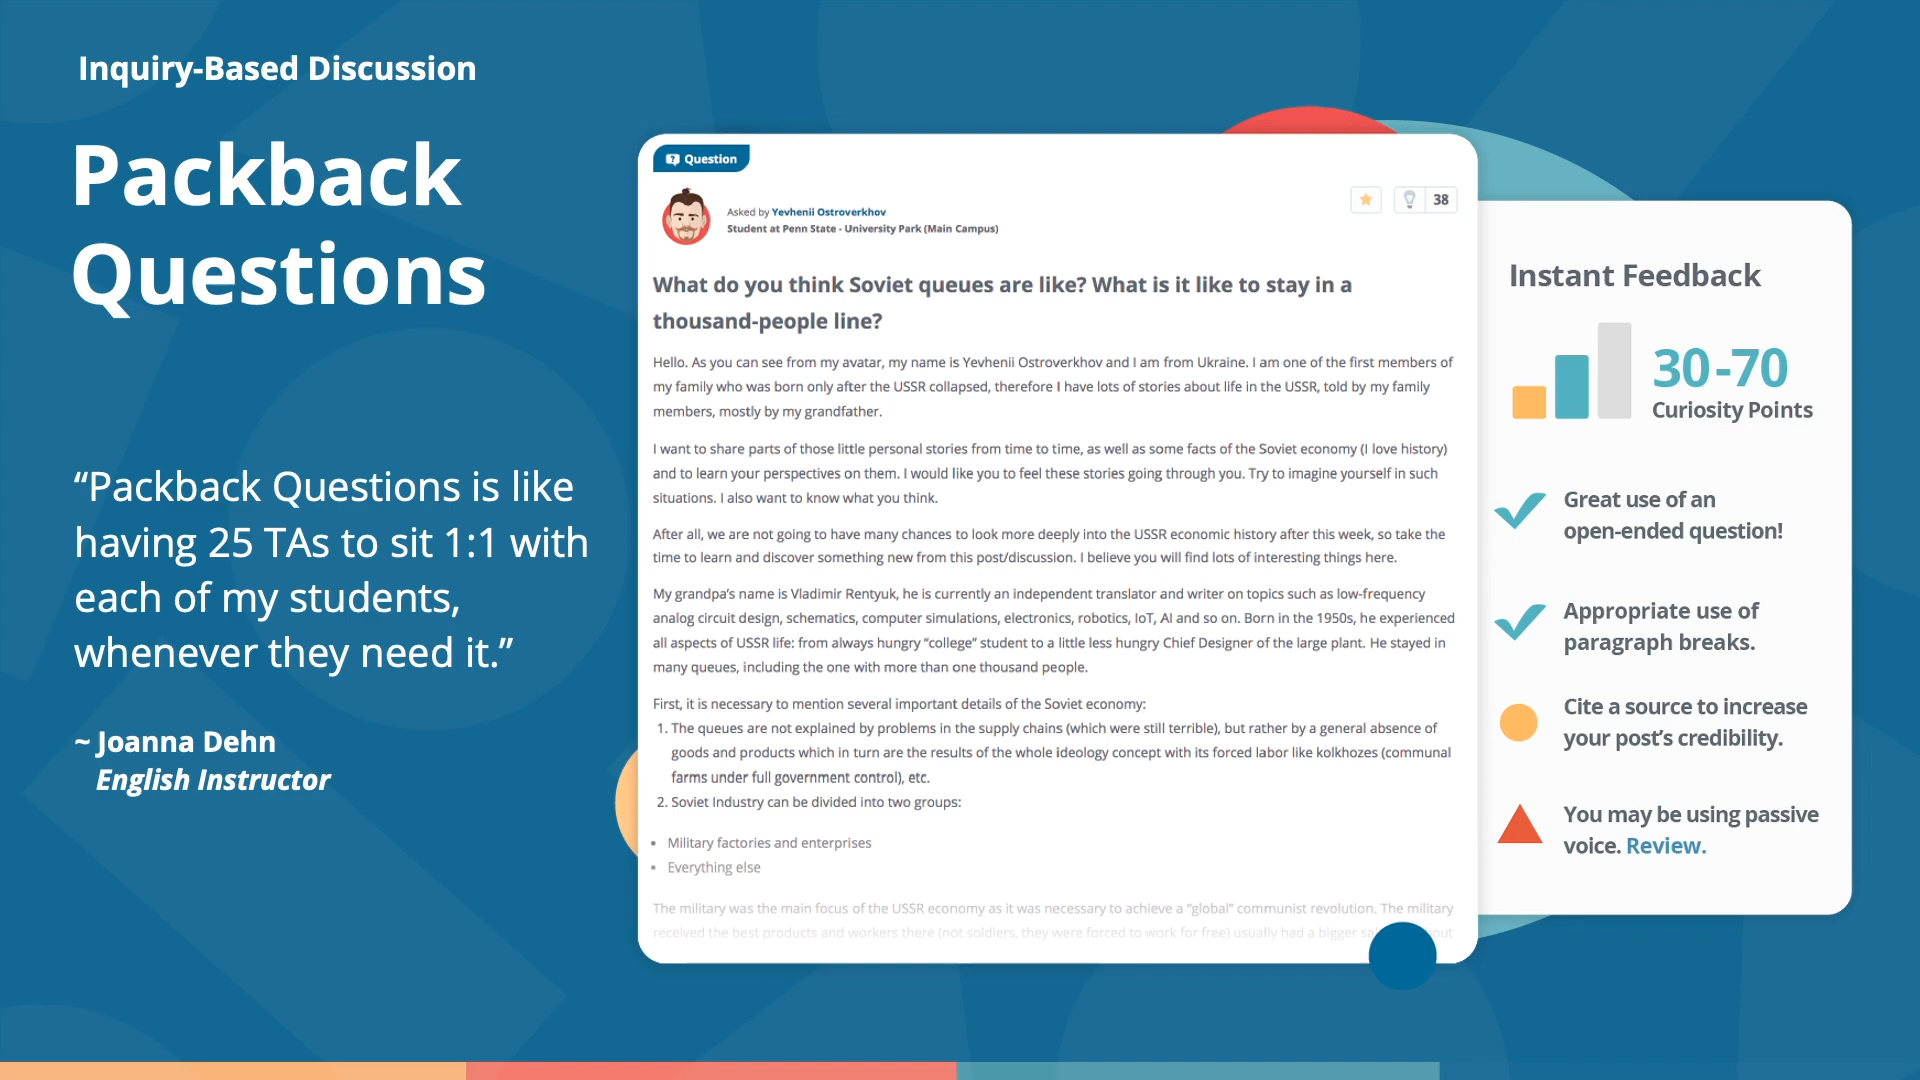 Inquiry-Based Discussion
Packback
Questions
“Packback Questions is like
having 25 TAs to sit 1:1 with
each of my students,
whenever they need it.”
~ Joanna Dehn
English Instructor
Question
Asked by Yevhenii Ostroverkhov
Student at Penn State - University Park (Main Campus)
38
What do you think Soviet queues are like? What is it like to stay in a
thousand-people line?
Hello. As you can see from my avatar, my name is Yevhenii Ostroverkhov and I am from Ukraine. I am one of the first members of
my family who was born only after the USSR collapsed, therefore I have lots of stories about life in the USSR, told by my family
members, mostly by my grandfather.
I want to share parts of those little personal stories from time to time, as well as some facts of the Soviet economy (I love history)
and to learn your perspectives on them. I would like you to feel these stories going through you. Try to imagine yourself in such
situations. I also want to know what you think.
After all, we are not going to have many chances to look more deeply into the USSR economic history after this week, so take the
time to learn and discover something new from this post/discussion. I believe you will find lots of interesting things here.
My grandpa’s name is Vladimir Rentyuk, he is currently an independent translator and writer on topics such as low-frequency
analog circuit design, schematics, computer simulations, electronics, robotics, IoT, AI and so on. Born in the 1950s, he experienced
all aspects of USSR life: from always hungry “college” student to a little less hungry Chief Designer of the large plant. He stayed in
many queues, including the one with more than one thousand people.
First, it is necessary to mention several important details of the Soviet economy:
1. The queues are not explained by problems in the supply chains (which were still terrible), but rather by a general absence of
goods and products which in turn are the results of the whole ideology concept with its forced labor like kolkhozes (communal
farms under full government control), etc.
2. Soviet Industry can be divided into two groups:
• Military factories and enterprises
• Everything else
The military was the main focus of the USSR economy as it was necessary to achieve a “global” communist revolution. The military
received the best products and workers there (not soldiers, they were forced to work for free) usually had a bigger
Instant Feedback
30-70
Curiosity Points
Great use of an
open-ended question!
Appropriate use of
paragraph breaks.
Cite a source to increase
your post’s credibility.
You may be using passive
voice. Review.